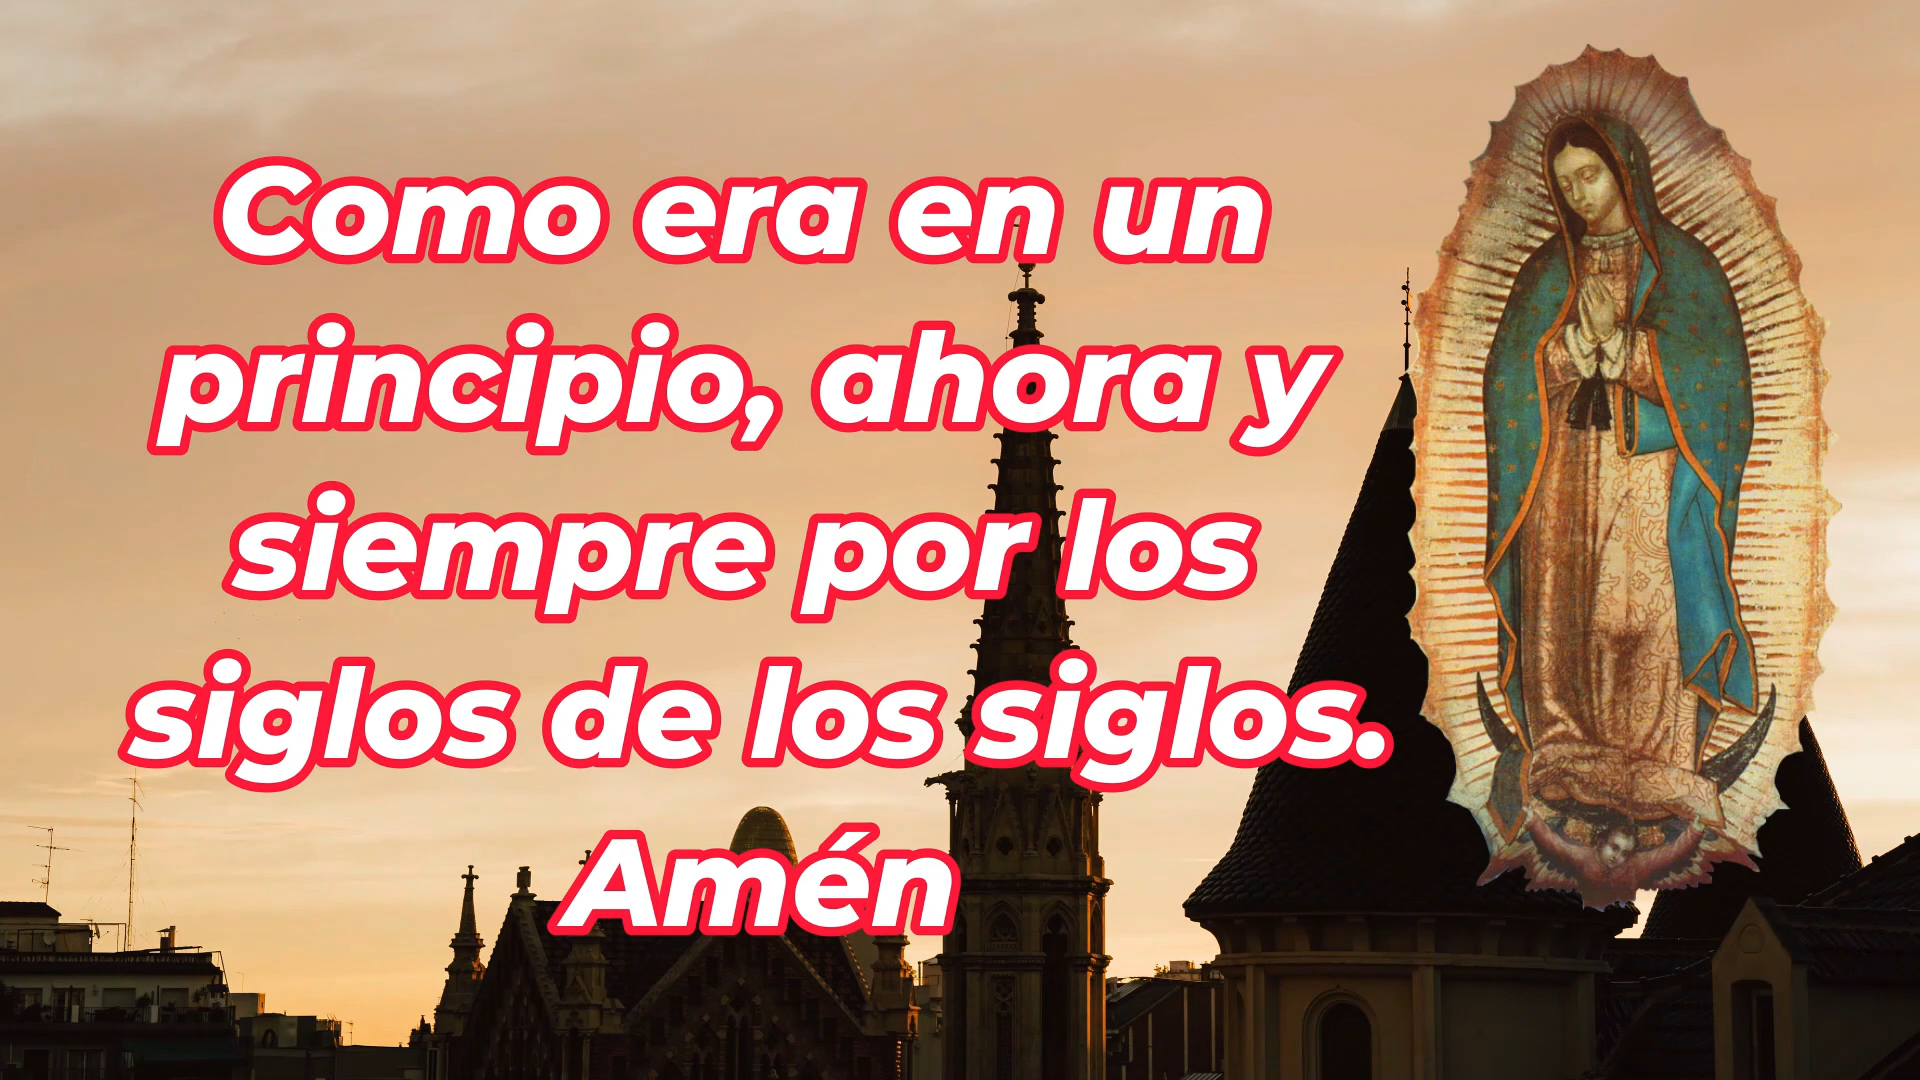 Como era en un
principio, ahora y
siempre por los
siglos de los siglos.
Amén